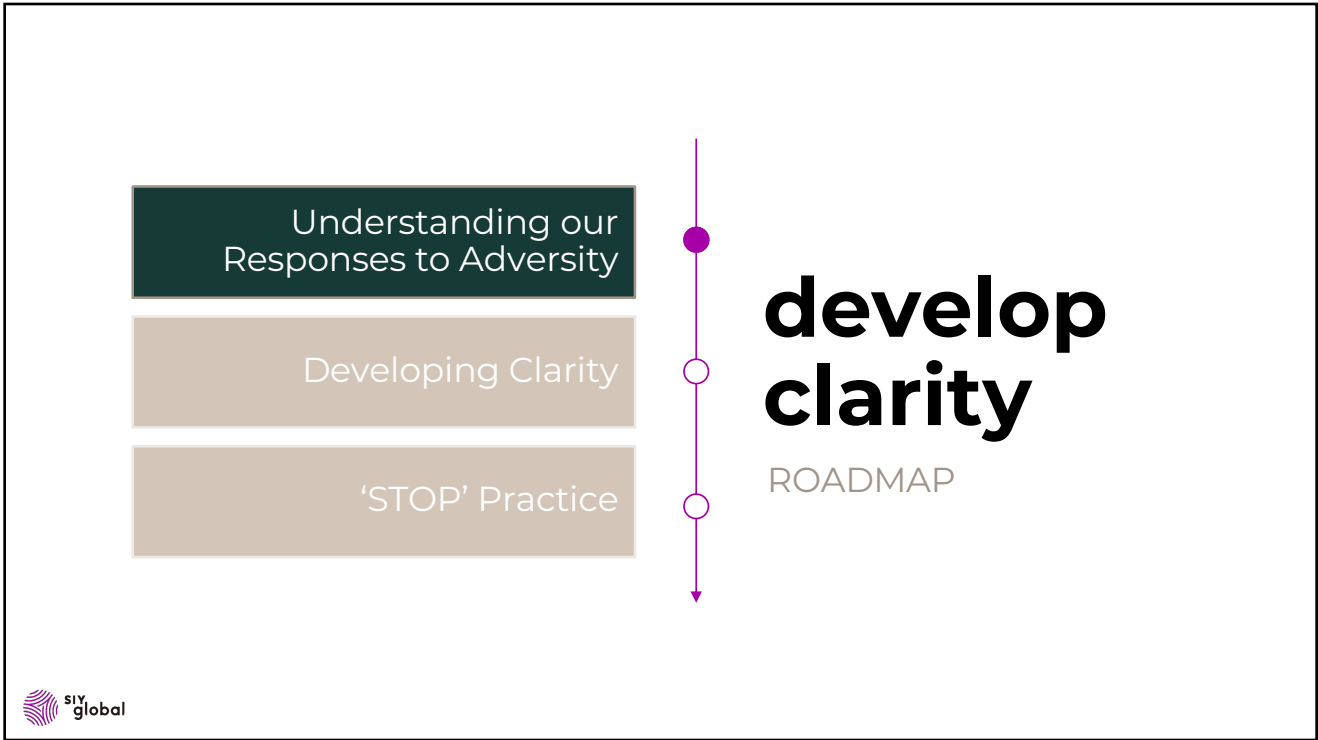 Understanding our
Responses to Adversity
Developing Clarity
‘STOP’ Practice
develop
clarity
ROADMAP
SIY
global